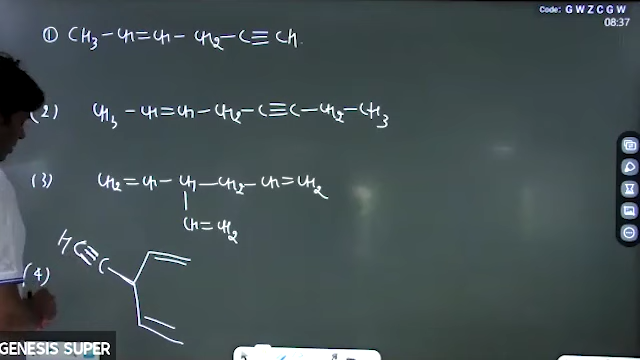 Code: G W Z C G W
08:37
① CH3 – CH = CH – CH2 – C ≡ CH
(2) CH3 – CH = CH – CH2 – C ≡ C – CH2 – CH3
(3) CH2 = CH – CH – CH2 – CH = CH2
CH = CH2
HC ≡ C
(4)
GENESIS SUPER